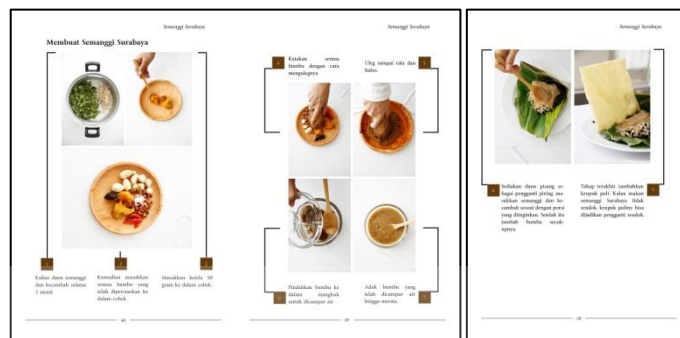 Semanggi Surabaya
Membuat Semanggi Surabaya
1
Kukus daun semanggi
dan kecambah selama
5 menit
2
Kemudian masukkan
semua bumbu yang
telah dipersiapkan ke
dalam cobek.
3
Masukkan ketela 50
gram ke dalam cobek.
Semanggi Surabaya
4
Ratakan semua
bumbu dengan cara
mengulegnya
5
Uleg sampai rata dan
halus.
6
Pindahkan bumbu ke
dalam mangkuk
untuk dicampur air
7
Aduk bumbu yang
telah dicampur air
hingga merata.
Semanggi Surabaya
8
Sediakan daun pisang se-
bagai pengganti piring ma-
sukkan semanggi dan ke-
cambah sesuai dengan porsi
yang diinginkan. Setelah itu
tambah bumbu secuk-
upnya.
9
Tahap terakhir tambahkan
krupuk puli. Kalau makan
semanggi Surabaya tidak
sendok, krupuk puliny bisa
dijadikan pengganti sendok.